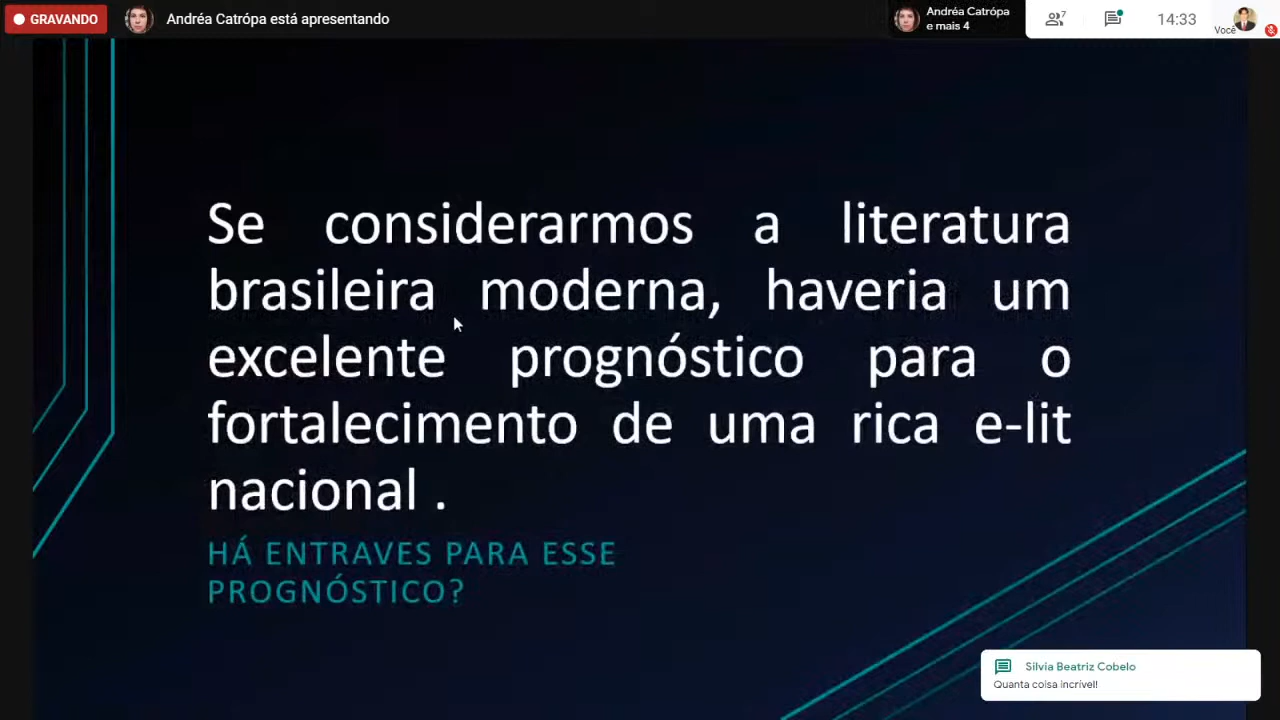 GRAVANDO
Andréa Catrópa está apresentando
Andréa Catrópa
e mais 4
7
14:33
Você
Se considerarmos a literatura
brasileira moderna, haveria um
excelente prognóstico para o
fortalecimento de uma rica e-lit
nacional .
HÁ ENTRAVES PARA ESSE
PROGNÓSTICO?
Silvia Beatriz Cobelo
Quanta coisa incrível!